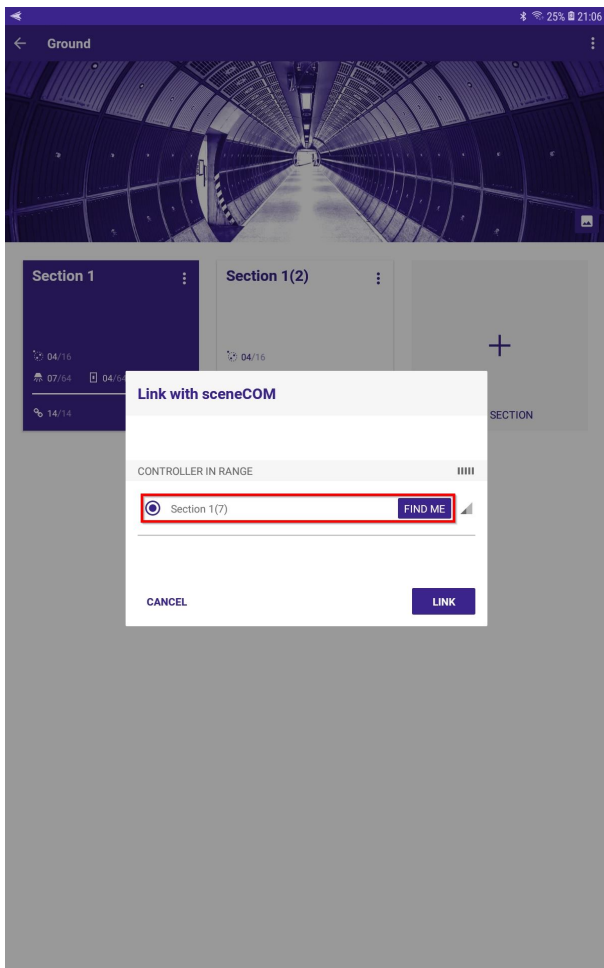 25% 21:06
Ground
Section 1
Section 1(2)
04/16
04/16
07/64 04/64
14/14
SECTION
Link with sceneCOM
CONTROLLER IN RANGE
Section 1(7) FIND ME
CANCEL LINK